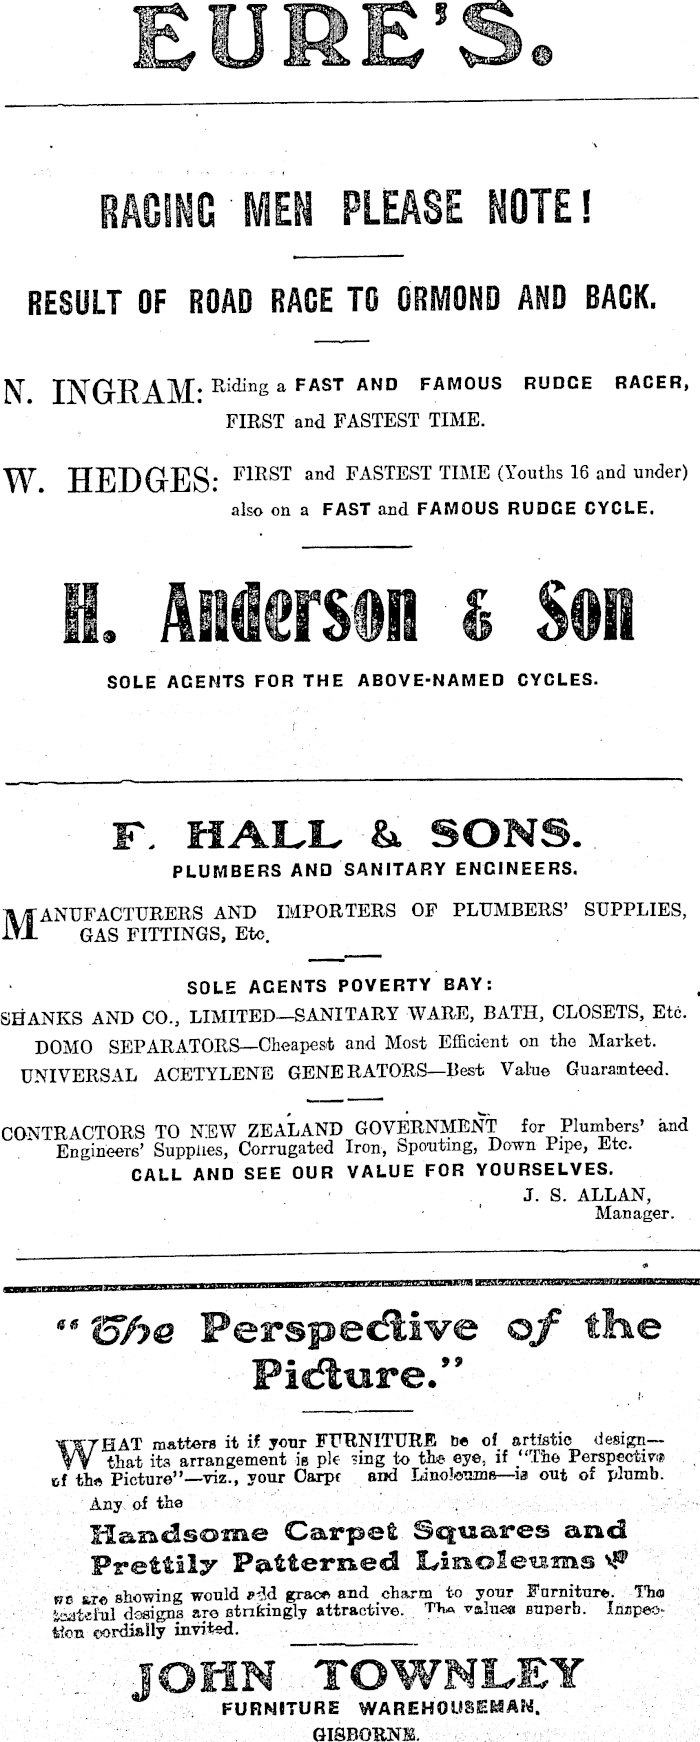 EURE'S.
RACING MEN PLEASE NOTE!
RESULT OF ROAD RACE TO ORMOND AND BACK.
N. INGRAM: Riding a FAST AND FAMOUS RUDGE RACER,
FIRST and FASTEST TIME.
W. HEDGES: FIRST and FASTEST TIME (Youths 16 and under)
also on a FAST and FAMOUS RUDGE CYCLE.
H. Anderson & Son
SOLE AGENTS FOR THE ABOVE-NAMED CYCLES.
F. HALL & SONS.
PLUMBERS AND SANITARY ENGINEERS.
MANUFACTURERS AND IMPORTERS OF PLUMBERS' SUPPLIES,
GAS FITTINGS, Etc.
SOLE AGENTS POVERTY BAY:
SHANKS AND CO., LIMITED—SANITARY WARE, BATH, CLOSETS, Etc.
DOMO SEPARATORS—Cheapest and Most Efficient on the Market.
UNIVERSAL ACETYLENE GENERATORS—Best Value Guaranteed.
CONTRACTORS TO NEW ZEALAND GOVERNMENT for Plumbers' and
Engineers' Supplies, Corrugated Iron, Spouting, Down Pipe, Etc.
CALL AND SEE OUR VALUE FOR YOURSELVES.
J. S. ALLAN,
Manager.
"The Perspective of the
Picture."
WHAT matters it if your FURNITURE be of artistic design—
that its arrangement is pleasing to the eye, if "The Perspective
of the Picture"—viz., your Carpet and Linoleums—is out of plumb.
Any of the
Handsome Carpet Squares and
Prettily Patterned Linoleums
we are showing would add grace and charm to your Furniture. The
tasteful designs are strikingly attractive. The values superb. Inspec-
tion cordially invited.
JOHN TOWNLEY
FURNITURE WAREHOUSEMAN,
GISBORNE.